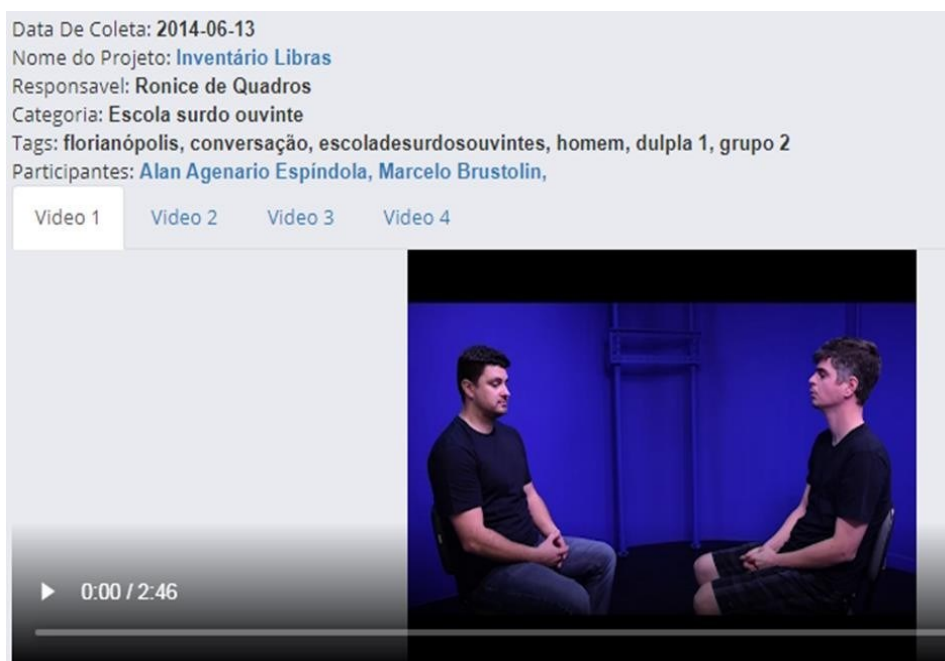 Data De Coleta: 2014-06-13
Nome do Projeto: Inventário Libras
Responsavel: Ronice de Quadros
Categoria: Escola surdo ouvinte
Tags: florianópolis, conversação, escoladesurdosouvintes, homem, dulpla 1, grupo 2
Participantes: Alan Agenario Espíndola, Marcelo Brustolin,
Video 1 Video 2 Video 3 Video 4
0:00 / 2:46